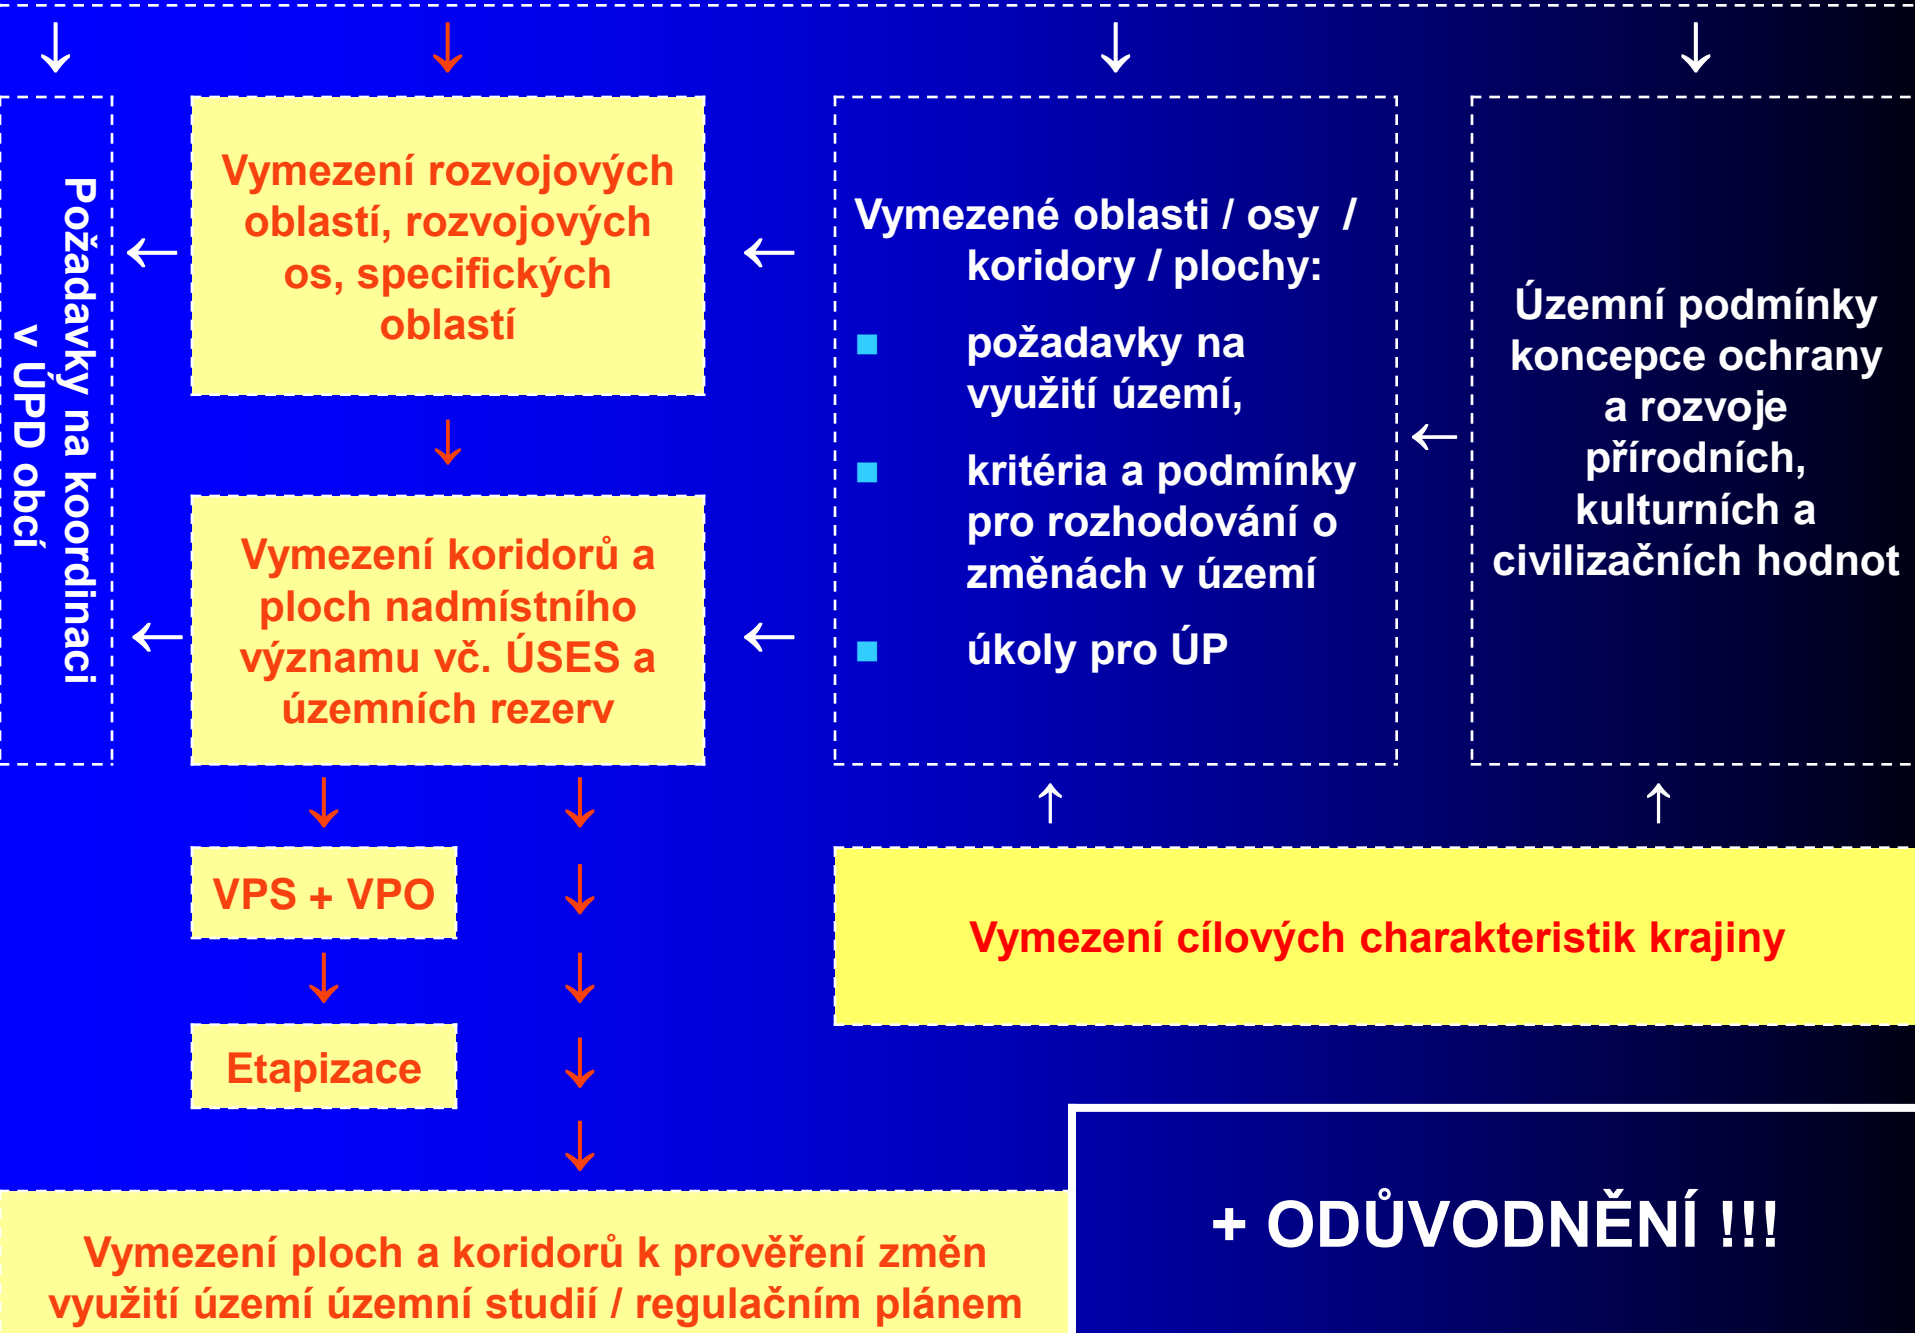 Požadavky na koordinaci
v ÚPD obcí
Vymezení rozvojových
oblastí, rozvojových
os, specifických
oblastí
Vymezení koridorů a
ploch nadmístního
významu vč. ÚSES a
územních rezerv
VPS + VPO
Etapizace
Vymezené oblasti / osy /
koridory / plochy:
požadavky na
využití území,
kritéria a podmínky
pro rozhodování o
změnách v území
úkoly pro ÚP
Územní podmínky
koncepce ochrany
a rozvoje
přírodních,
kulturních a
civilizačních hodnot
Vymezení cílových charakteristik krajiny
Vymezení ploch a koridorů k prověření změn
využití území územní studií / regulačním plánem
+ ODŮVODNĚNÍ !!!